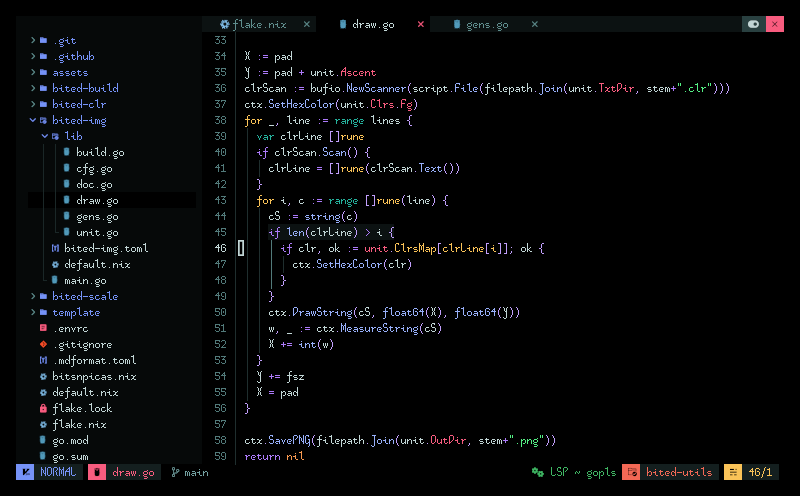 flake.nix × draw.go × gens.go ×
.git
.github
assets
bited-build
bited-clr
bited-img
lib
build.go
cfg.go
doc.go
draw.go
gens.go
unit.go
bited-img.toml
default.nix
main.go
bited-scale
template
.envrc
.gitignore
.mdformat.toml
bitsnpicas.nix
default.nix
flake.lock
flake.nix
go.mod
go.sum
33
34 X := pad
35 Y := pad + unit.Ascent
36 clrScan := bufio.NewScanner(script.File(filepath.Join(unit.TxtDir, stem+".clr")))
37 ctx.SetHexColor(unit.Clrs.Fg)
38 for _, line := range lines {
39 var clrLine []rune
40 if clrScan.Scan() {
41 clrLine = []rune(clrScan.Text())
42 }
43 for i, c := range []rune(line) {
44 cS := string(c)
45 if len(clrLine) > i {
46 if clr, ok := unit.ClrsMap[clrLine[i]]; ok {
47 ctx.SetHexColor(clr)
48 }
49 }
50 ctx.DrawString(cS, float64(X), float64(Y))
51 w, _ := ctx.MeasureString(cS)
52 X += int(w)
53 }
54 Y += fsz
55 X = pad
56 }
57
58 ctx.SavePNG(filepath.Join(unit.OutDir, stem+".png"))
59 return nil
NORMAL draw.go main LSP ~ gopls bited-utils 46/1